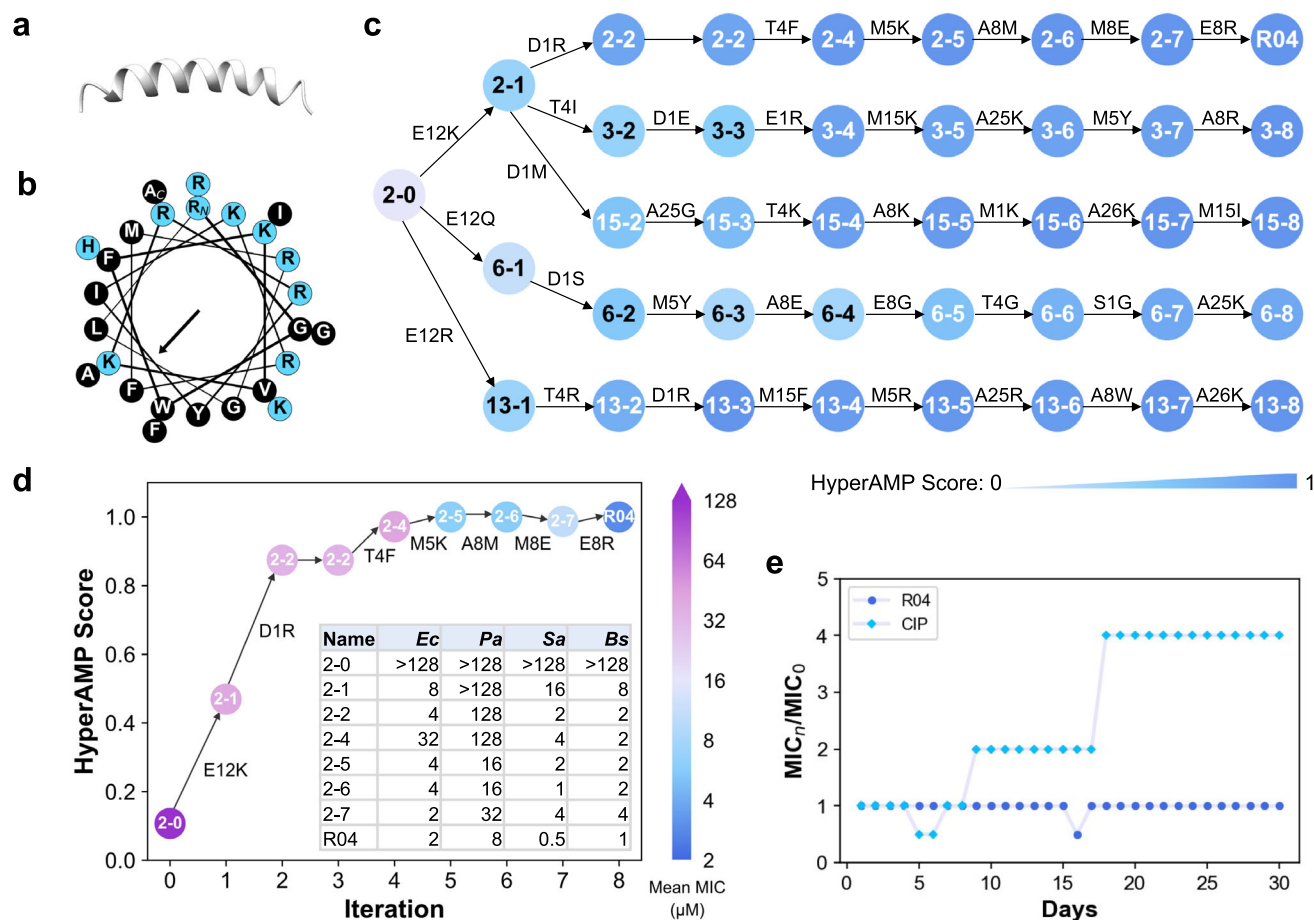 a
b
A_C
R
R_N
R
K
I
K
M
H
F
R
I
R
L
G
G
A
K
R
F
V
K
W
Y
G
F
c
D1R
T4F
M5K
A8M
M8E
E8R
2-2
2-2
2-4
2-5
2-6
2-7
R04
2-1
T4I
D1E
E1R
M15K
A25K
M5Y
A8R
E12K
3-2
3-3
3-4
3-5
3-6
3-7
3-8
D1M
2-0
A25G
T4K
A8K
M1K
A26K
M15I
15-2
15-3
15-4
15-5
15-6
15-7
15-8
E12Q
6-1
D1S
M5Y
A8E
E8G
T4G
S1G
A25K
6-2
6-3
6-4
6-5
6-6
6-7
6-8
E12R
T4R
D1R
M15F
M5R
A25R
A8W
A26K
13-1
13-2
13-3
13-4
13-5
13-6
13-7
13-8
HyperAMP Score: 0
1
d
HyperAMP Score
1.0
0.8
0.6
0.4
0.2
0.0
2-0
2-1
2-2
2-2
2-4
2-5
2-6
2-7
R04
E12K
D1R
T4F
M5K
A8M
M8E
E8R
Name Ec Pa Sa Bs
2-0 >128 >128 >128 >128
2-1 8 >128 16 8
2-2 4 128 2 2
2-4 32 128 4 2
2-5 4 16 2 2
2-6 4 16 1 2
2-7 2 32 4 4
R04 2 8 0.5 1
0 1 2 3 4 5 6 7 8
Iteration
128
64
32
16
8
4
2
Mean MIC
(μM)
e
R04
CIP
MIC_n/MIC_0
5
4
3
2
1
0
0 5 10 15 20 25 30
Days